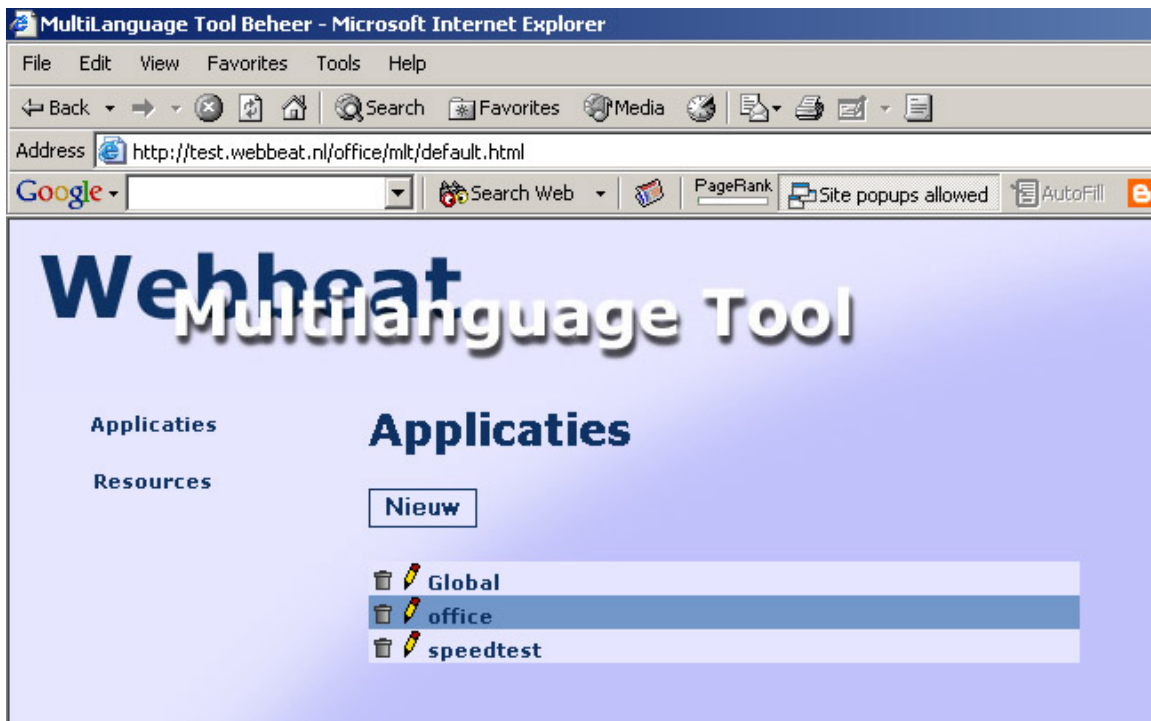 MultiLanguage Tool Beheer - Microsoft Internet Explorer
File Edit View Favorites Tools Help
Back Search Favorites Media
Address http://test.webbeat.nl/office/mlt/default.html
Google Search Web PageRank Site popups allowed AutoFill
Webbeat
Multilanguage Tool
Applicaties
Resources
Applicaties
Nieuw
Global
office
speedtest